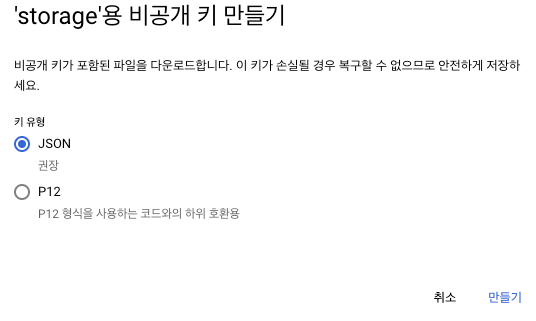 'storage'용 비공개 키 만들기
비공개 키가 포함된 파일을 다운로드합니다. 이 키가 손실될 경우 복구할 수 없으므로 안전하게 저장하
세요.
키 유형
JSON
권장
P12
P12 형식을 사용하는 코드와의 하위 호환용
취소 만들기